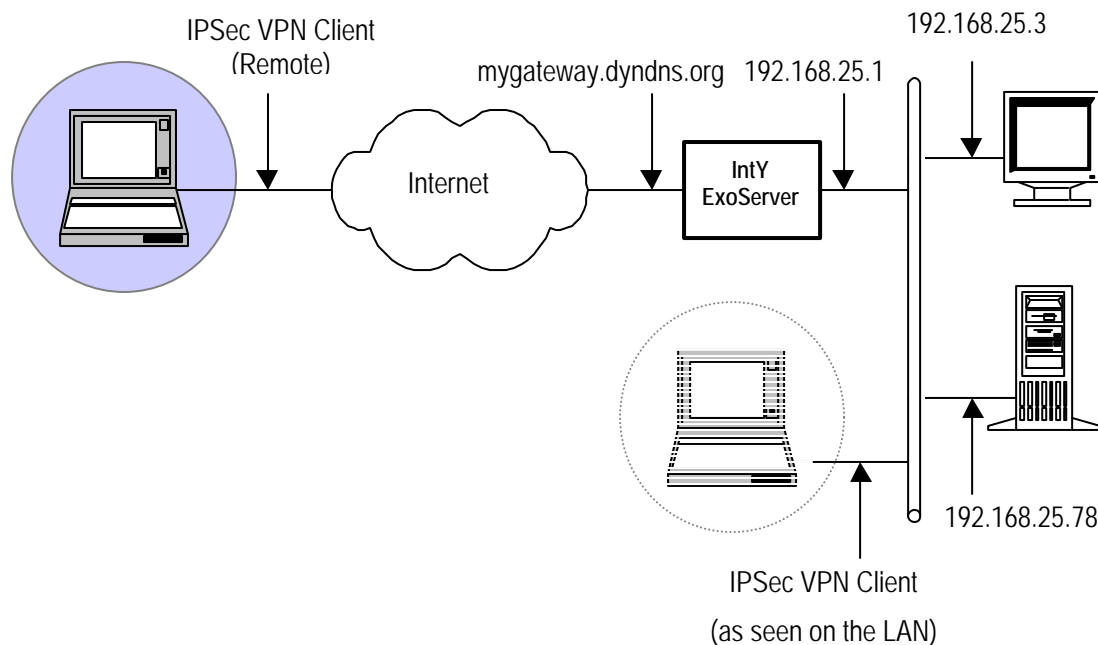 192.168.25.3
IPSec VPN Client
(Remote)
mygateway.dyndns.org
192.168.25.1
Internet
IntY
ExoServer
192.168.25.78
IPSec VPN Client
(as seen on the LAN)